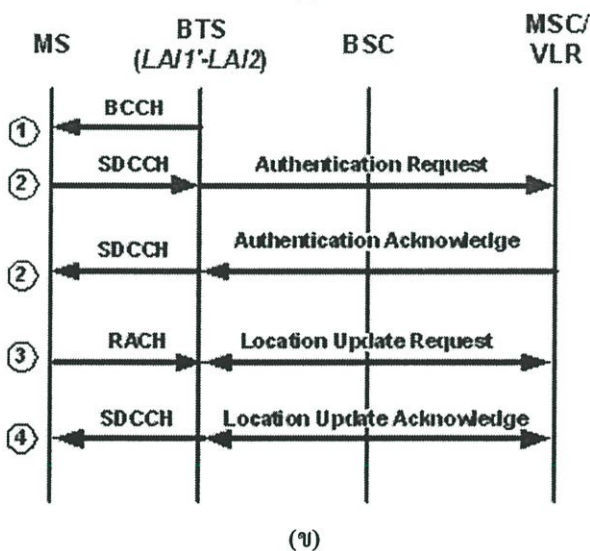 MS
BTS
(LAI1'-LAI2)
BSC
MSC/
VLR
1
BCCH
2
SDCCH
Authentication Request
2
SDCCH
Authentication Acknowledge
3
RACH
Location Update Request
4
SDCCH
Location Update Acknowledge
(ข)